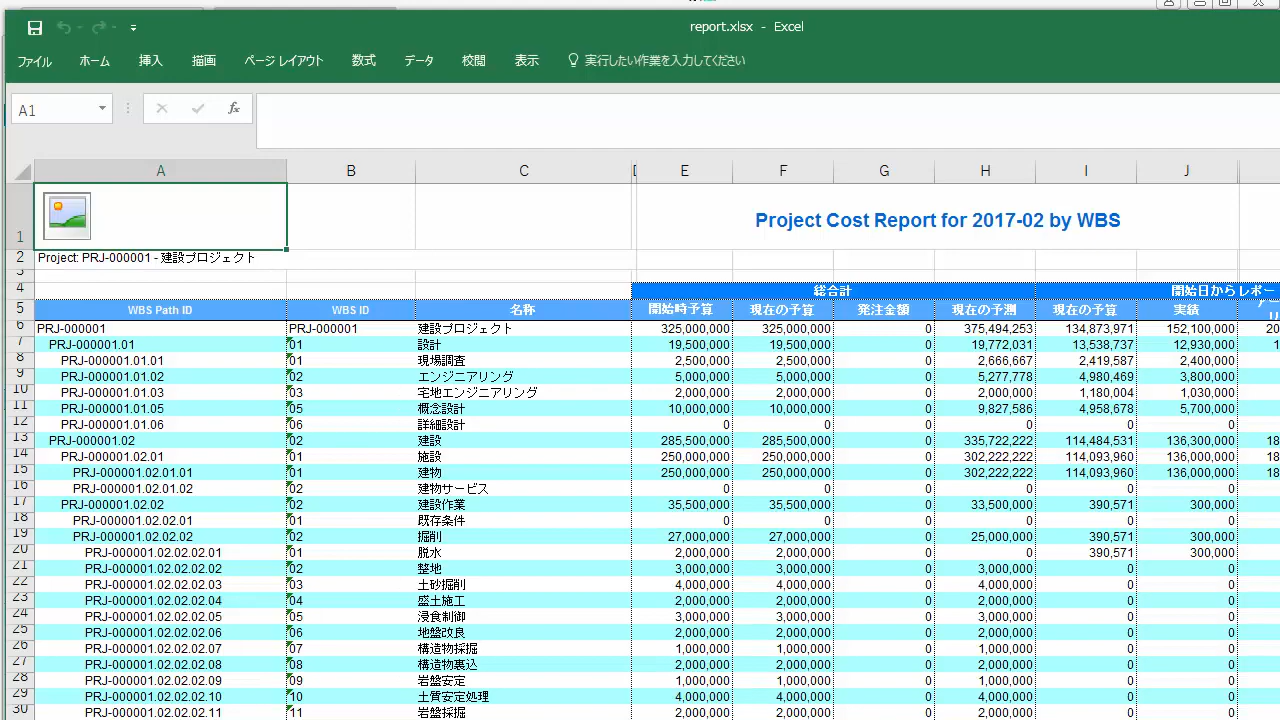 report.xlsx - Excel
ファイル ホーム 挿入 描画 ページ レイアウト 数式 データ 校閲 表示 実行したい作業を入力してください
A1 fx
A B C E F G H I J
1 Project Cost Report for 2017-02 by WBS
2 Project: PRJ-000001 - 建設プロジェクト
4 総合計 開始日からレポー
5 WBS Path ID WBS ID 名称 開始時予算 現在の予算 発注金額 現在の予測 現在の予算 実績
6 PRJ-000001 PRJ-000001 建設プロジェクト 325,000,000 325,000,000 0 375,494,253 134,873,971 152,100,000 20
7 PRJ-000001.01 01 設計 19,500,000 19,500,000 0 19,772,031 13,538,737 12,930,000 1
8 PRJ-000001.01.01 01 現場調査 2,500,000 2,500,000 0 2,666,667 2,419,587 2,400,000
9 PRJ-000001.01.02 02 エンジニアリング 5,000,000 5,000,000 0 5,277,778 4,980,469 3,800,000
10 PRJ-000001.01.03 03 宅地エンジニアリング 2,000,000 2,000,000 0 2,000,000 1,180,004 1,030,000
11 PRJ-000001.01.05 05 概念設計 10,000,000 10,000,000 0 9,827,586 4,958,678 5,700,000
12 PRJ-000001.01.06 06 詳細設計 0 0 0 0 0 0
13 PRJ-000001.02 02 建設 285,500,000 285,500,000 0 335,722,222 114,484,531 136,300,000 18
14 PRJ-000001.02.01 01 施設 250,000,000 250,000,000 0 302,222,222 114,093,960 136,000,000 18
15 PRJ-000001.02.01.01 01 建物 250,000,000 250,000,000 0 302,222,222 114,093,960 136,000,000 18
16 PRJ-000001.02.01.02 02 建物サービス 0 0 0 0 0 0
17 PRJ-000001.02.02 02 建設作業 35,500,000 35,500,000 0 33,500,000 390,571 300,000
18 PRJ-000001.02.02.01 01 既存条件 0 0 0 0 0 0
19 PRJ-000001.02.02.02 02 掘削 27,000,000 27,000,000 0 25,000,000 390,571 300,000
20 PRJ-000001.02.02.02.01 01 脱水 2,000,000 2,000,000 0 0 390,571 300,000
21 PRJ-000001.02.02.02.02 02 整地 3,000,000 3,000,000 0 3,000,000 0 0
22 PRJ-000001.02.02.02.03 03 土砂掘削 4,000,000 4,000,000 0 4,000,000 0 0
23 PRJ-000001.02.02.02.04 04 盛土施工 2,000,000 2,000,000 0 2,000,000 0 0
24 PRJ-000001.02.02.02.05 05 浸食制御 3,000,000 3,000,000 0 3,000,000 0 0
25 PRJ-000001.02.02.02.06 06 地盤改良 2,000,000 2,000,000 0 2,000,000 0 0
26 PRJ-000001.02.02.02.07 07 構造物採掘 1,000,000 1,000,000 0 1,000,000 0 0
27 PRJ-000001.02.02.02.08 08 構造物裏込 2,000,000 2,000,000 0 2,000,000 0 0
28 PRJ-000001.02.02.02.09 09 岩盤安定 1,000,000 1,000,000 0 1,000,000 0 0
29 PRJ-000001.02.02.02.10 10 土質安定処理 4,000,000 4,000,000 0 4,000,000 0 0
30 PRJ-000001.02.02.02.11 11 岩盤採掘 2,000,000 2,000,000 0 2,000,000 0 0